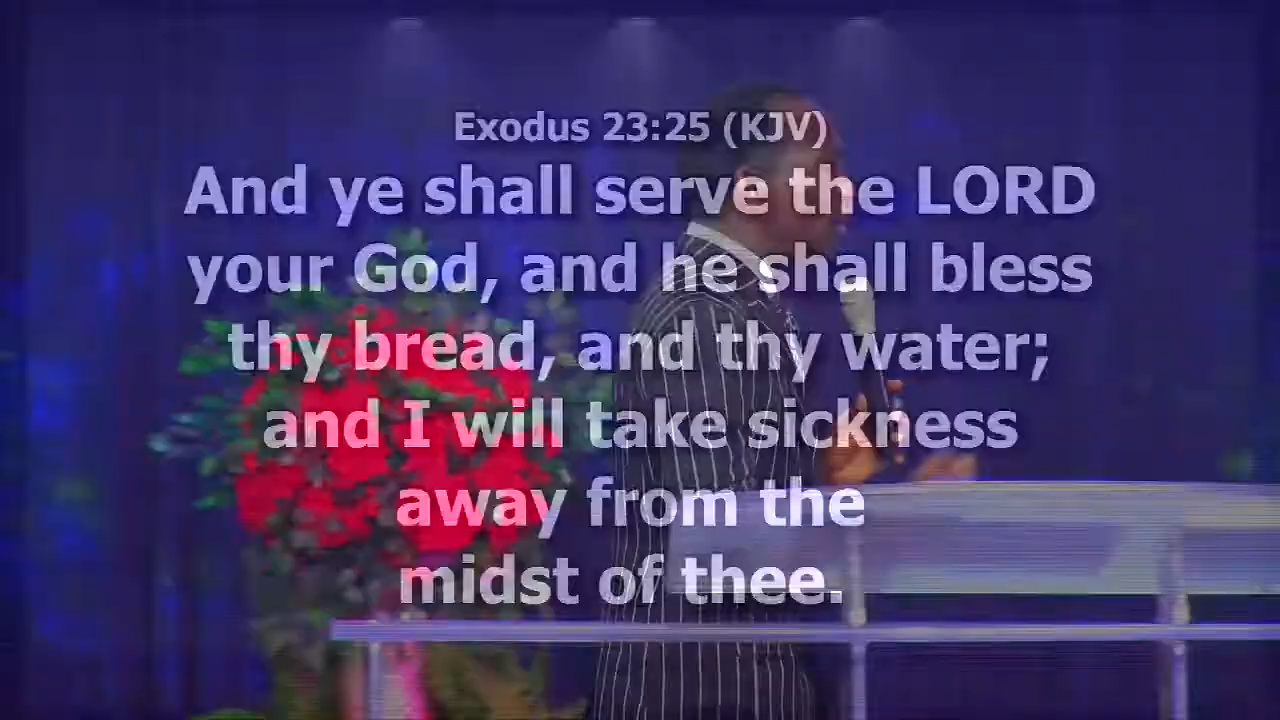 Exodus 23:25 (KJV)
And ye shall serve the LORD
your God, and he shall bless
thy bread, and thy water;
and I will take sickness
away from the
midst of thee.